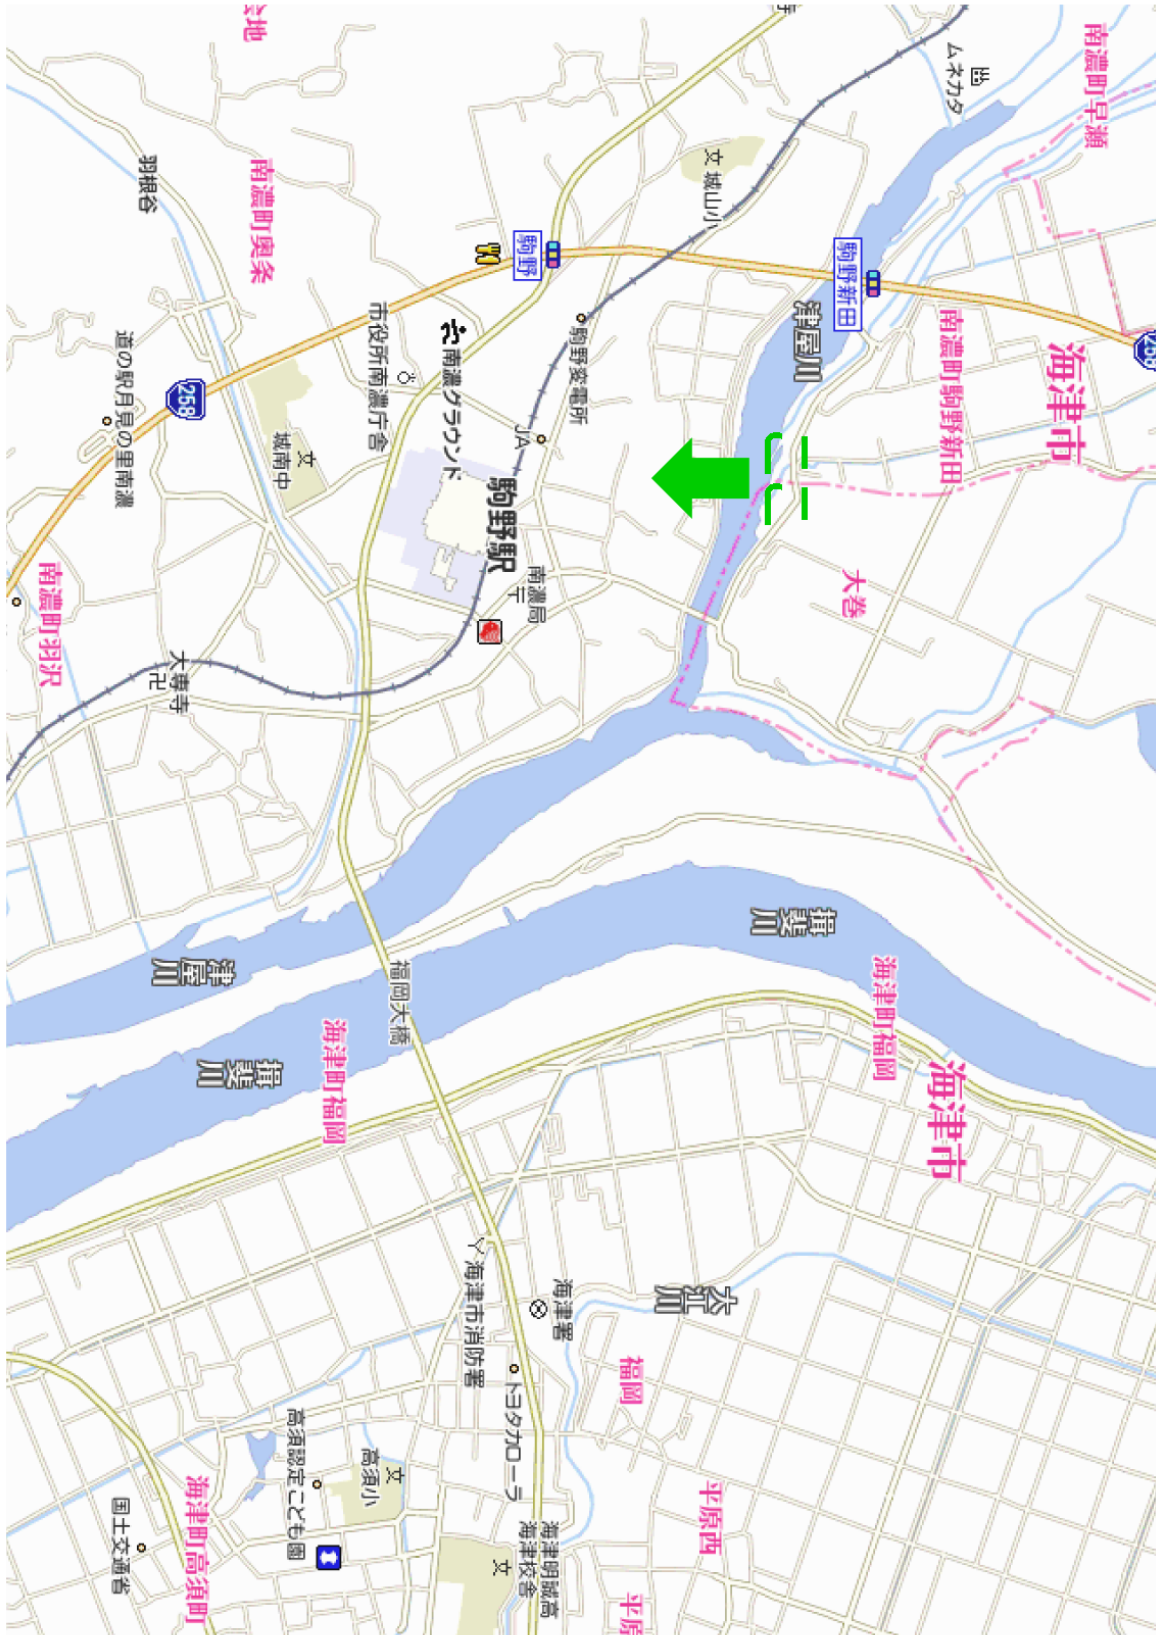 南濃町早瀬
ムネカタ
258
海津市
南濃町駒野新田
駒野新田
津屋川
文 城山小
駒野
駒野変電所
南濃町奥条
羽根谷
市役所南濃庁舎
南濃グラウンド
JA
駒野駅
ここ
大巻
南濃局
258
道の駅月見の里南濃
文
城南中
南濃町羽沢
大専寺
揖斐川
海津町福岡
海津市
津屋川
福岡大橋
揖斐川
海津町福岡
大江川
海津署
海津市消防署
福岡
トヨタカローラ
平原西
平原
高須認定こども園
文
高須小
海津明誠高
海津校舎
文
海津町高須町
国土交通省